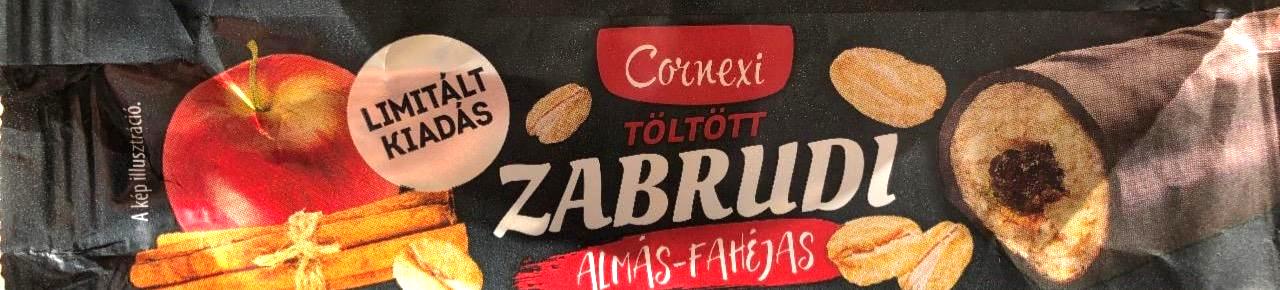 A kép illusztráció.
LIMITÁLT
KIADÁS
Cornexi
TÖLTÖTT
ZABRUDI
ALMÁS-FAHÉJAS